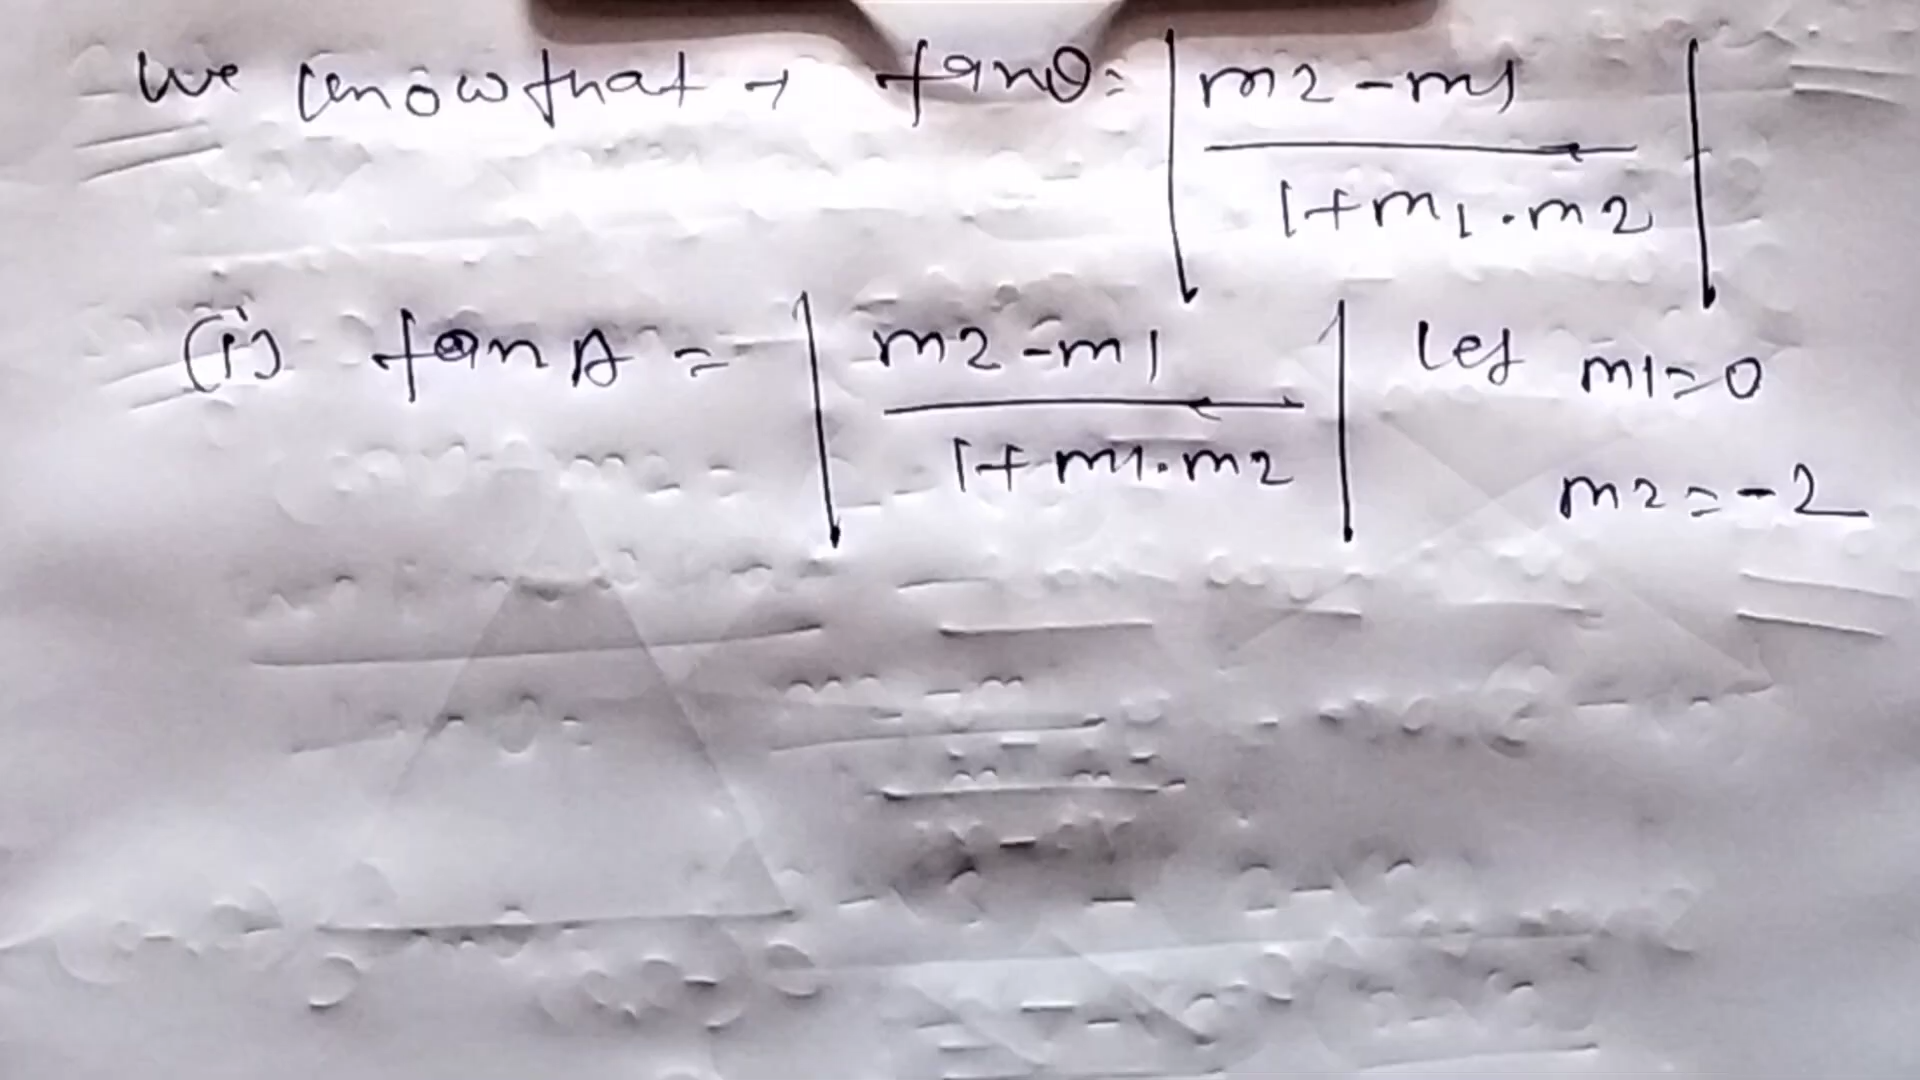 We know that → tanθ = | m2 - m1 / 1 + m1 . m2 |
(i) tan A = | m2 - m1 / 1 + m1 . m2 | let m1 = 0
m2 = -2